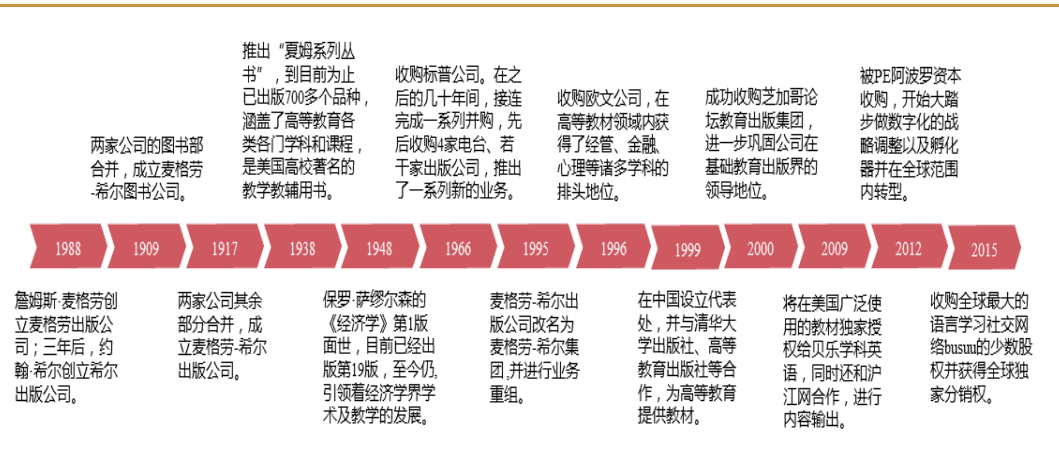 两家公司的图书部
合并，成立麦格劳
-希尔图书公司。
推出“夏姆系列丛
书”，到目前为止
已出版700多个品种，
涵盖了高等教育各
类各门学科和课程，
是美国高校著名的
教学教辅用书。
收购标普公司。在之
后的几十年间，接连
完成一系列并购，先
后收购4家电台、若
干家出版公司，推出
了一系列新的业务。
收购欧文公司，在
高等教材领域内获
得了经管、金融、
心理等诸多学科的
排头地位。
成功收购芝加哥论
坛教育出版集团，
进一步巩固公司在
基础教育出版界的
领导地位。
被PE阿波罗资本
收购，开始大踏
步做数字化的战
略调整以及孵化
器并在全球范围
内转型。
1988
1909
1917
1938
1948
1966
1995
1996
1999
2000
2009
2012
2015
詹姆斯·麦格劳创
立麦格劳出版公
司；三年后，约
翰·希尔创立希尔
出版公司。
两家公司其余
部分合并，成
立麦格劳-希尔
出版公司。
保罗·萨缪尔森的
《经济学》第1版
面世，目前已经出
版第19版，至今仍,
引领着经济学界学
术及教学的发展。
麦格劳-希尔出
版公司改名为
麦格劳-希尔集
团,并进行业务
重组。
在中国设立代表
处，并与清华大
学出版社、高等
教育出版社等合
作，为高等教育
提供教材。
将在美国广泛使
用的教材独家授
权给贝乐学科英
语，同时还和沪
江网合作，进行
内容输出。
收购全球最大的
语言学习社交网
络busuu的少数股
权并获得全球独
家分销权。